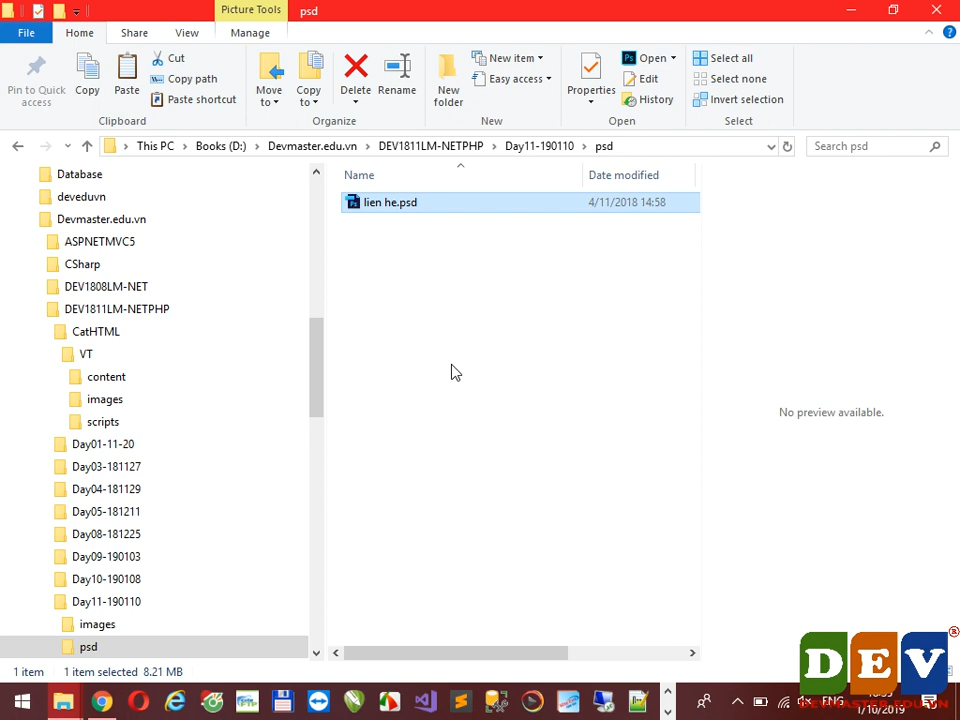 Picture Tools psd
File Home Share View Manage
Pin to Quick access
Copy
Paste
Cut
Copy path
Paste shortcut
Clipboard
Move to
Copy to
Delete
Rename
Organize
New folder
New item
Easy access
New
Properties
Open
Edit
History
Open
Select all
Select none
Invert selection
Select
This PC Books (D:) Devmaster.edu.vn DEV1811LM-NETPHP Day11-190110 psd
Search psd
Database
deveduvn
Devmaster.edu.vn
ASPNETMVC5
CSharp
DEV1808LM-NET
DEV1811LM-NETPHP
CatHTML
VT
content
images
scripts
Day01-11-20
Day03-181127
Day04-181129
Day05-181211
Day08-181225
Day09-190103
Day10-190108
Day11-190110
images
psd
Name Date modified
lien he.psd 4/11/2018 14:58
No preview available.
1 item 1 item selected 8.21 MB
DEV®
DEVMASTER.EDU.VN
ENG
1/10/2019